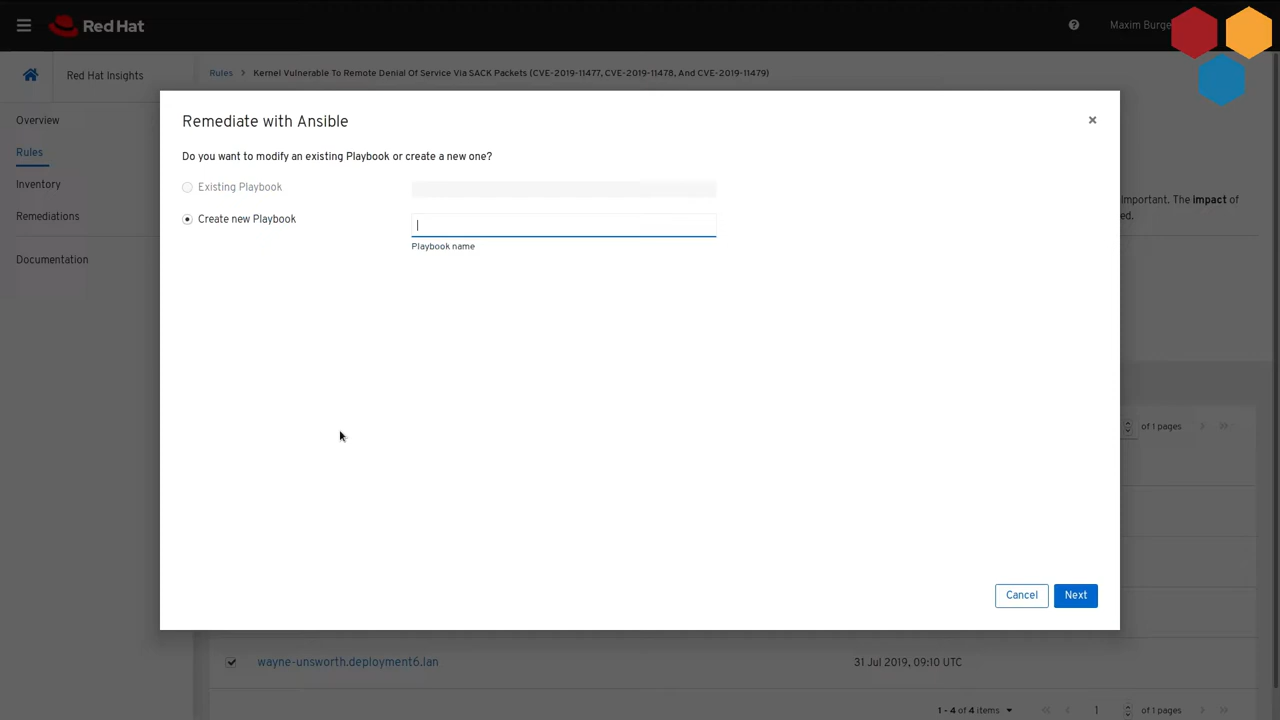 Red Hat
Maxim Burge
Red Hat Insights
Rules > Kernel Vulnerable To Remote Denial Of Service Via SACK Packets (CVE-2019-11477, CVE-2019-11478, And CVE-2019-11479)
Overview
Rules
Inventory
Remediations
Documentation
Remediate with Ansible
Do you want to modify an existing Playbook or create a new one?
Existing Playbook
Create new Playbook
Playbook name
important. The impact of
ed.
of 1 pages
Cancel
Next
wayne-unsworth.deployment6.lan
31 Jul 2019, 09:10 UTC
1 - 4 of 4 items
1
of 1 pages